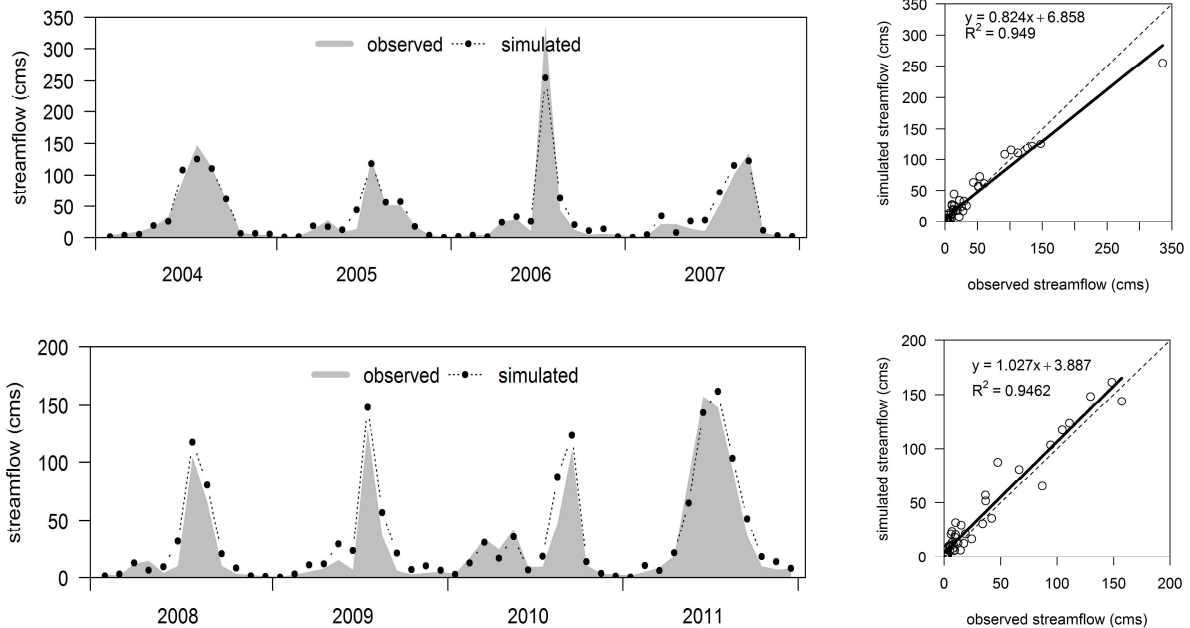 350
300
250
200
150
100
50
0
streamflow (cms)
observed simulated
2004 2005 2006 2007
350
300
250
200
150
100
50
0
simulated streamflow (cms)
y = 0.824x + 6.858
R² = 0.949
0 50 150 250 350
observed streamflow (cms)
200
150
100
50
0
streamflow (cms)
observed simulated
2008 2009 2010 2011
200
150
100
50
0
simulated streamflow (cms)
y = 1.027x + 3.887
R² = 0.9462
0 50 100 150 200
observed streamflow (cms)